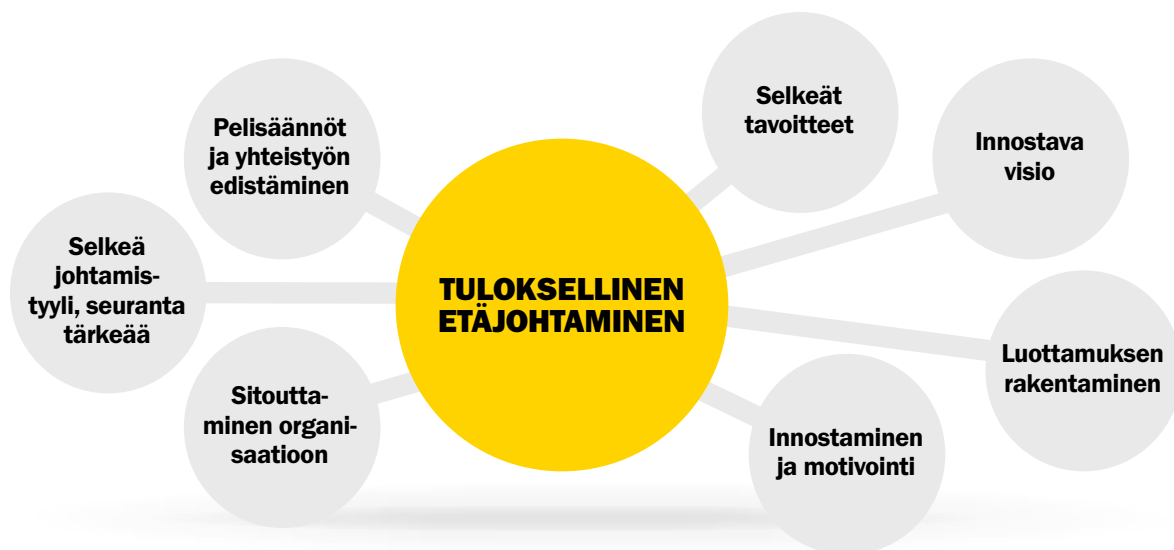 Pelisäännöt
ja yhteistyön
edistäminen
Selkeä
johtamis-
tyyli, seuranta
tärkeää
Sitoutta-
minen organi-
saatioon
TULOKSELLINEN
ETÄJOHTAMINEN
Selkeät
tavoitteet
Innostava
visio
Luottamuksen
rakentaminen
Innostaminen
ja motivointi